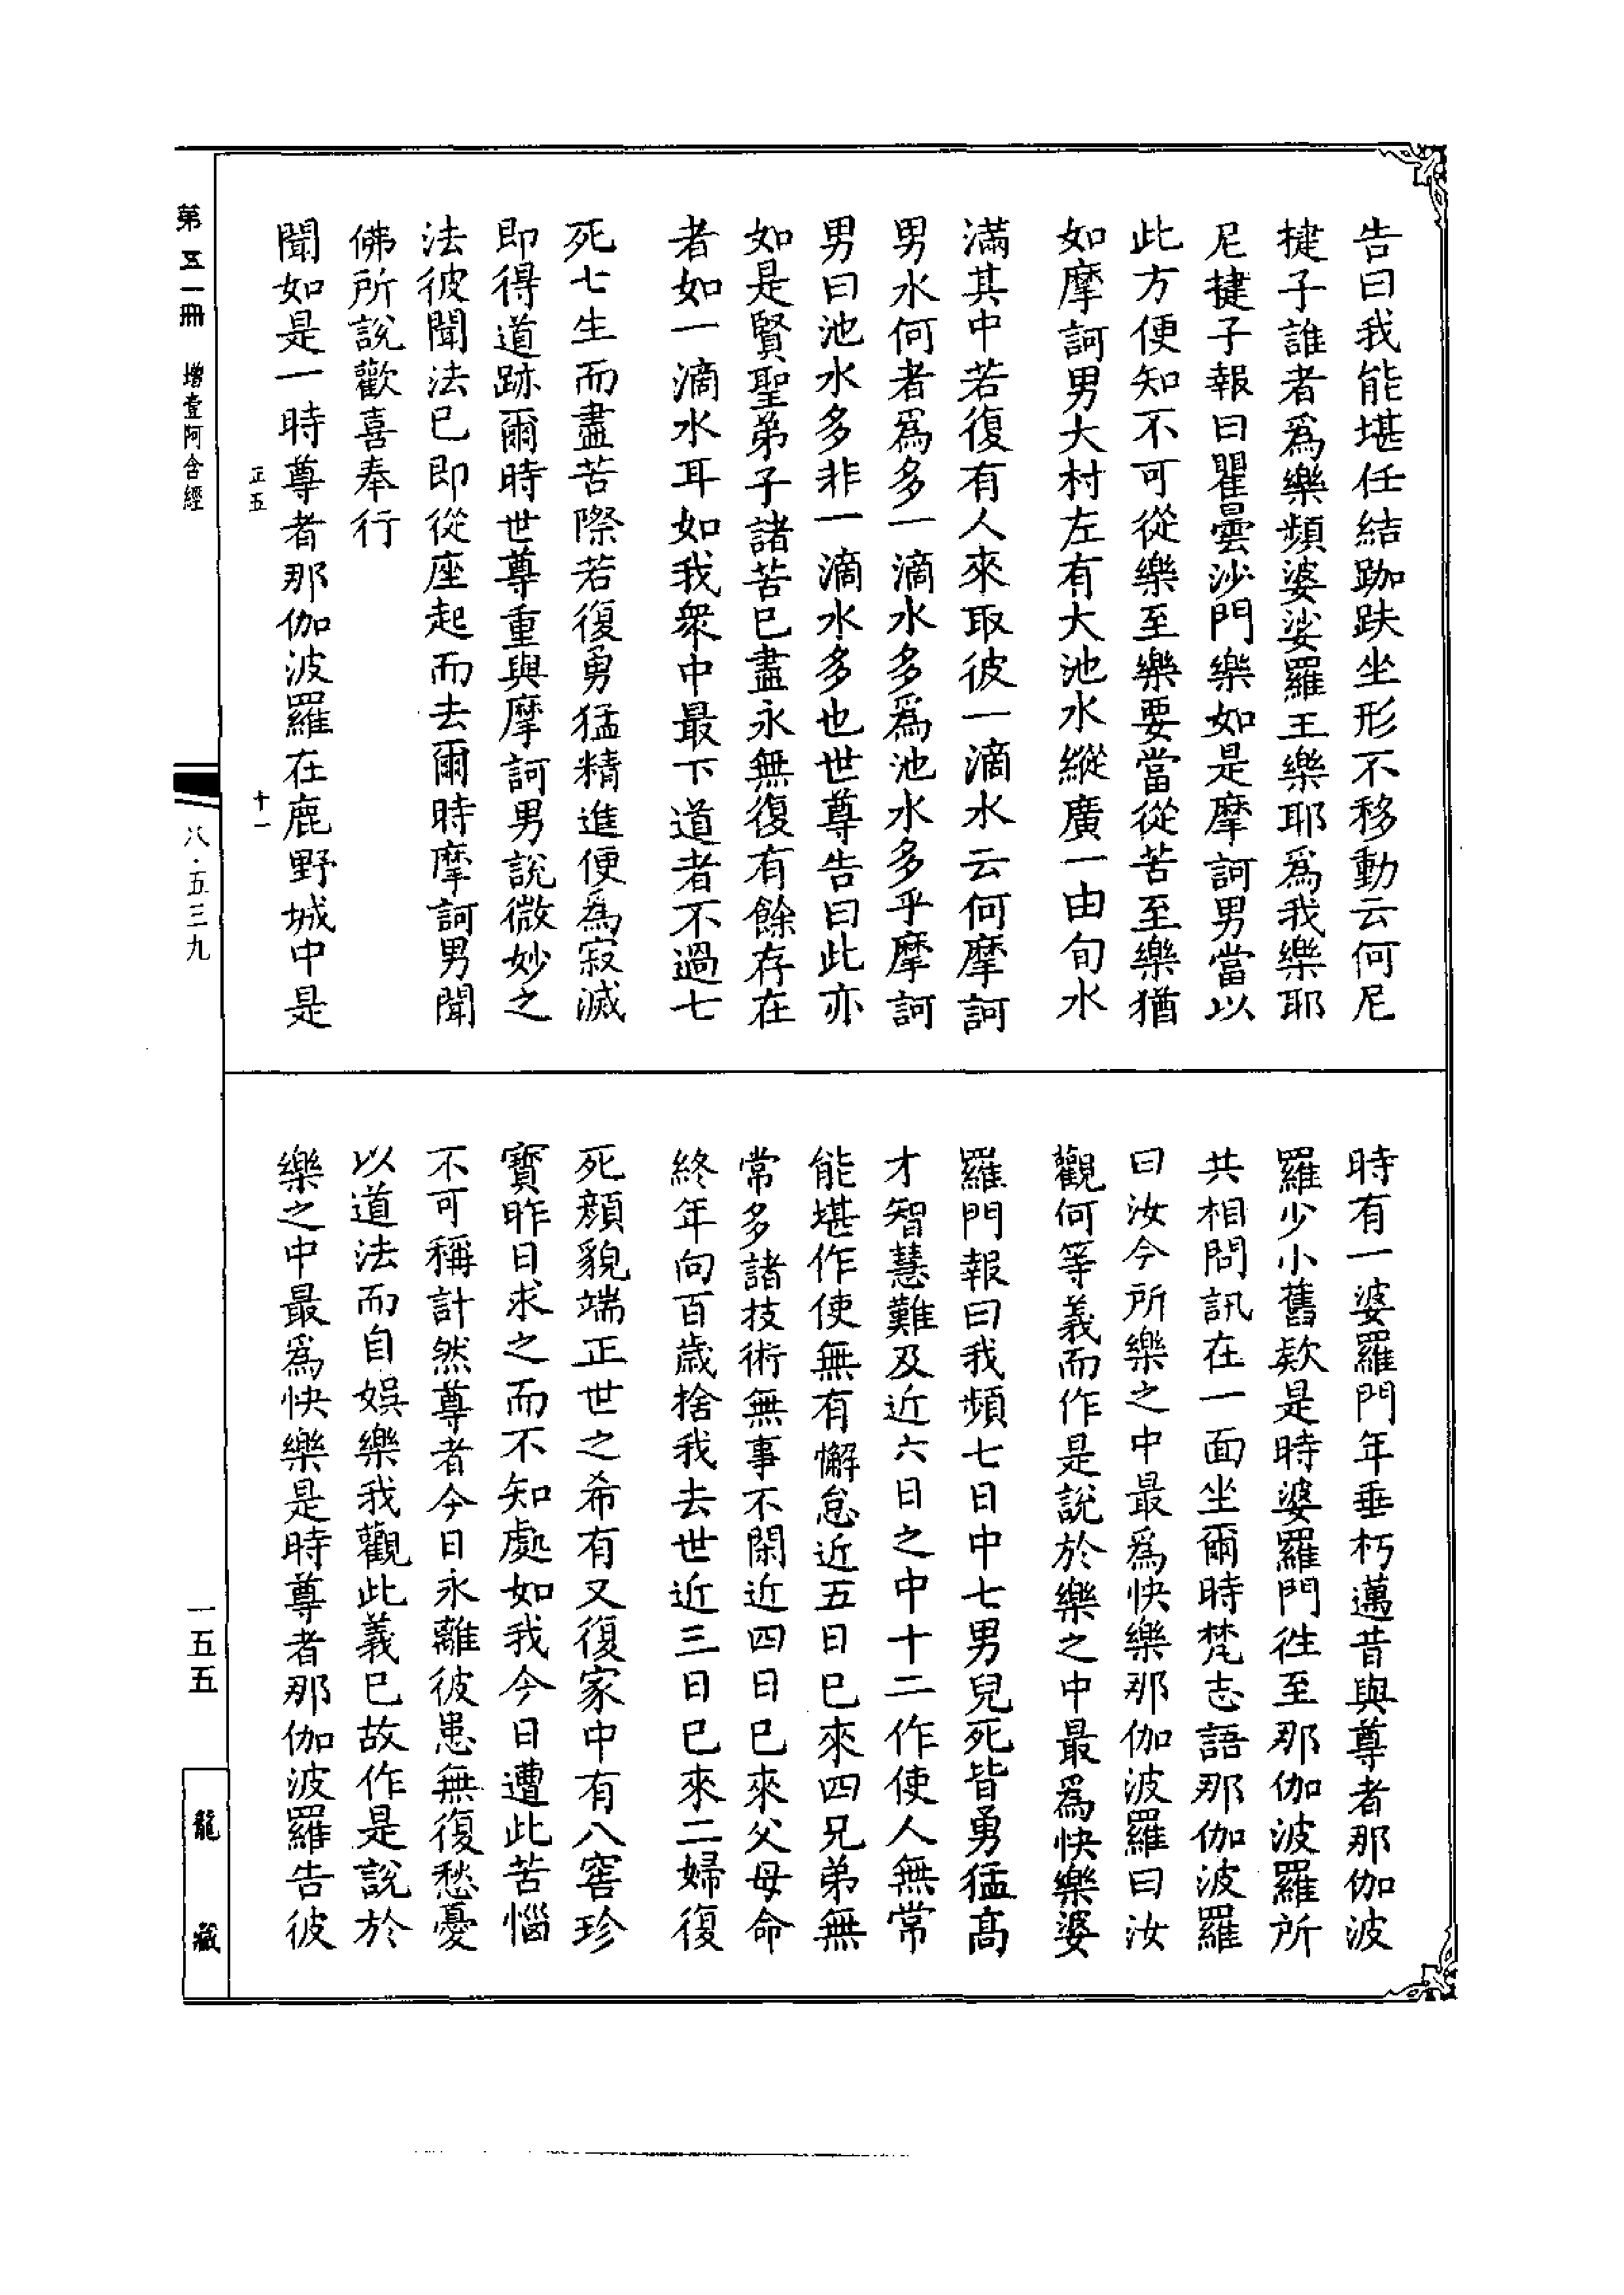 告曰我能堪任結跏趺坐形不移動云何尼
揵子誰者爲樂頻婆娑羅王樂耶爲我樂耶
尼揵子報曰瞿曇沙門樂如是摩訶男當以
此方便知不可從樂至樂要當從苦至樂猶
如摩訶男大村左右有大池水縱廣一由旬水
滿其中若復有人來取彼一滴水云何摩訶
男水何者爲多一滴水多爲池水多乎摩訶
男曰池水多非一滴水多也世尊告曰此亦
如是賢聖弟子諸苦已盡永無復有餘存在
者如一滴水耳如我衆中最下道者不過七
死七生而盡苦際若復勇猛精進便爲寂滅
即得道跡爾時世尊重與摩訶男說微妙之
法彼聞法已即從座起而去爾時摩訶男聞
佛所說歡喜奉行
聞如是一時尊者那伽波羅在鹿野城中是
正五
十一
時有一婆羅門年垂朽邁昔與尊者那伽波
羅少小舊欵是時婆羅門往至那伽波羅所
共相問訊在一面坐爾時梵志語那伽波羅
曰汝今所樂之中最爲快樂那伽波羅曰汝
觀何等義而作是說於樂之中最爲快樂婆
羅門報曰我頻七日中七男兒死皆勇猛高
才智慧難及近六日之中十二作使人無常
能堪作使無有懈怠近五日已來四兄弟無
常多諸技術無事不閑近四日已來父母命
終年向百歲捨我去世近三日已來二婦復
死顏貌端正世之希有又復家中有八窖珍
寶昨日求之而不知處如我今日遭此苦惱
不可稱計然尊者今日永離彼患無復愁憂
以道法而自娛樂我觀此義已故作是說於
樂之中最爲快樂是時尊者那伽波羅告彼
第五一冊 增壹阿含經
八·五三九
一五五
龍藏